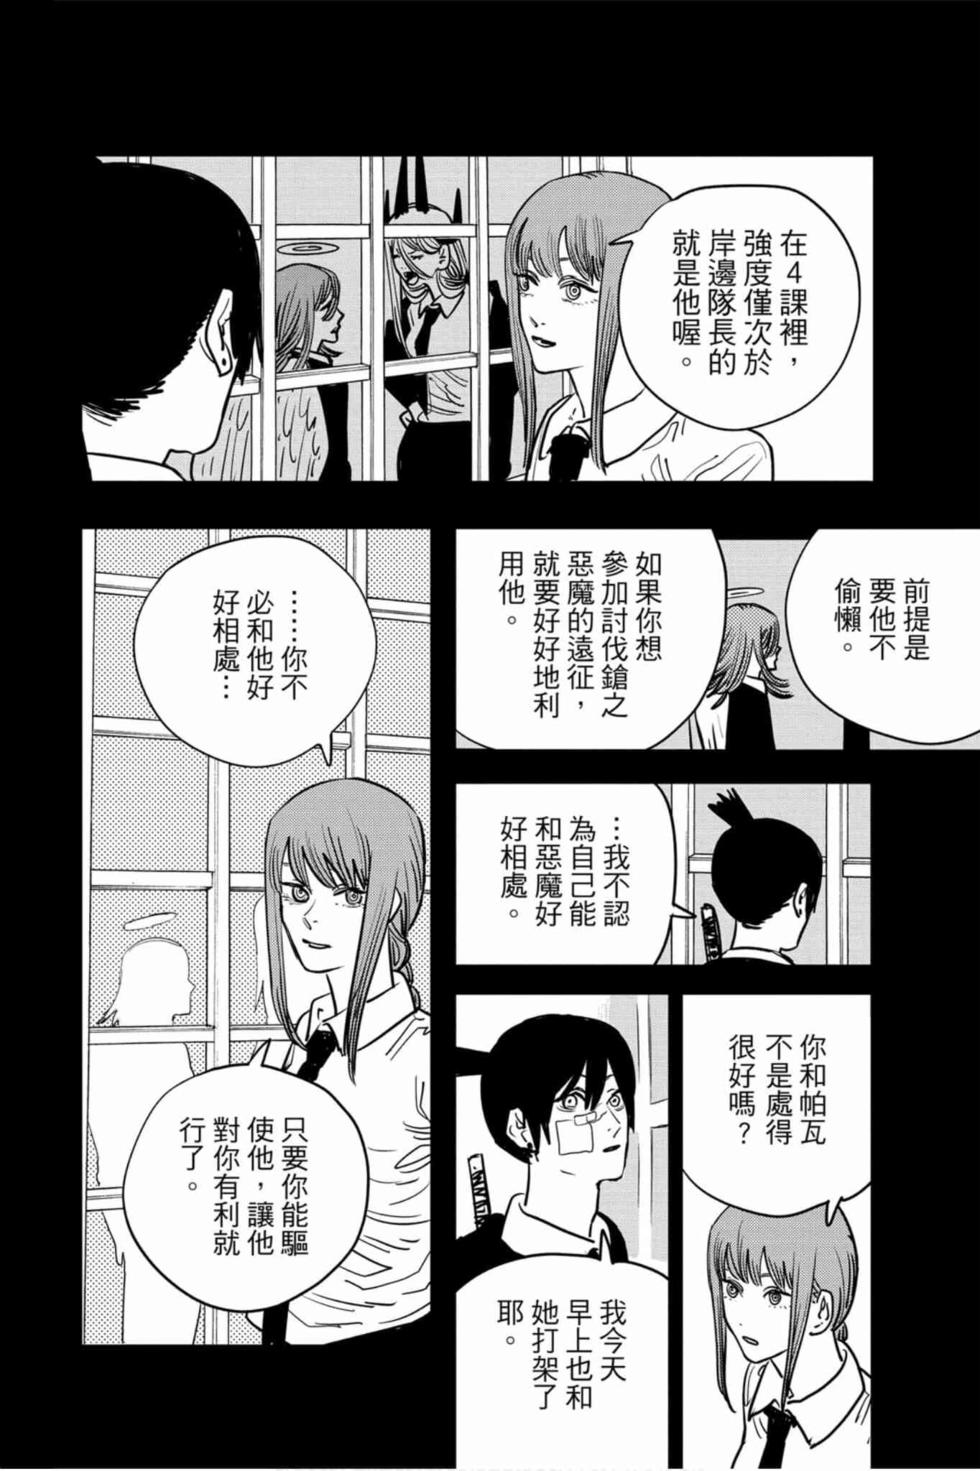 在4課裡，
強度僅次於
岸邊隊長的
就是他喔。
前提是
要他不
偷懶。
如果你想
參加討伐鎗之
惡魔的遠征，
就要好好地利
用他。
…我不認
為自己能
和惡魔好
好相處。
你和帕瓦
不是處得
很好嗎？
我今天
早上也和
她打架了
耶。
……你不
必和他好
好相處…
只要你能驅
使他，讓他
對你有利就
行了。